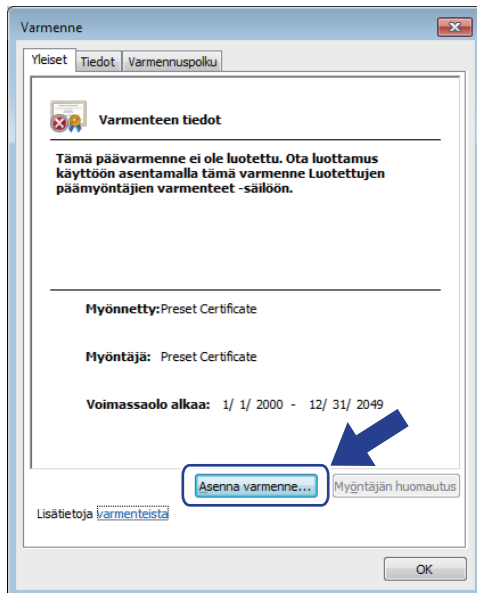 Varmenne
Yleiset Tiedot Varmennuspolku
Varmenteen tiedot
Tämä päävarmenne ei ole luotettu. Ota luottamus
käyttöön asentamalla tämä varmenne Luotettujen
päämyöntäjien varmenteet -säilöön.
Myönnetty:Preset Certificate
Myöntäjä: Preset Certificate
Voimassaolo alkaa: 1/ 1/ 2000 - 12/ 31/ 2049
Asenna varmenne... Myöntäjän huomautus
Lisätietoja varmenteista
OK